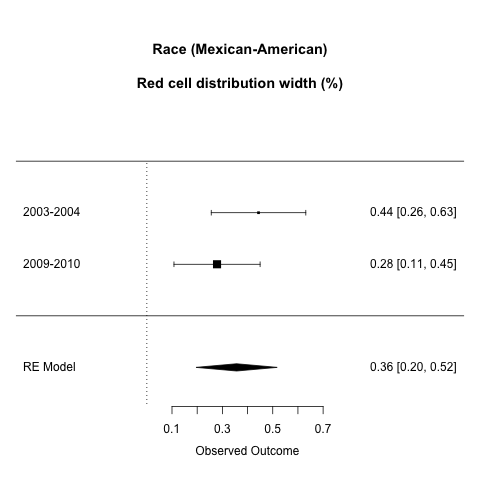 Race (Mexican-American)
Red cell distribution width (%)
2003-2004 0.44 [0.26, 0.63]
2009-2010 0.28 [0.11, 0.45]
RE Model 0.36 [0.20, 0.52]
0.1 0.3 0.5 0.7
Observed Outcome